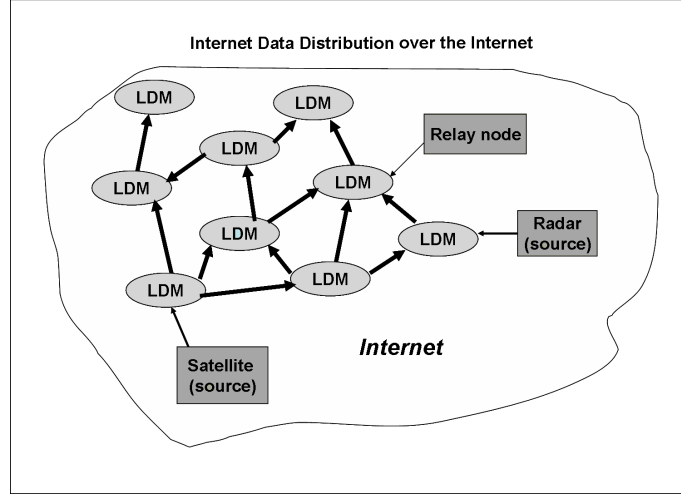 Internet Data Distribution over the Internet
LDM
LDM
LDM
Relay node
LDM
LDM
LDM
LDM
Radar
(source)
LDM
LDM
Internet
Satellite
(source)